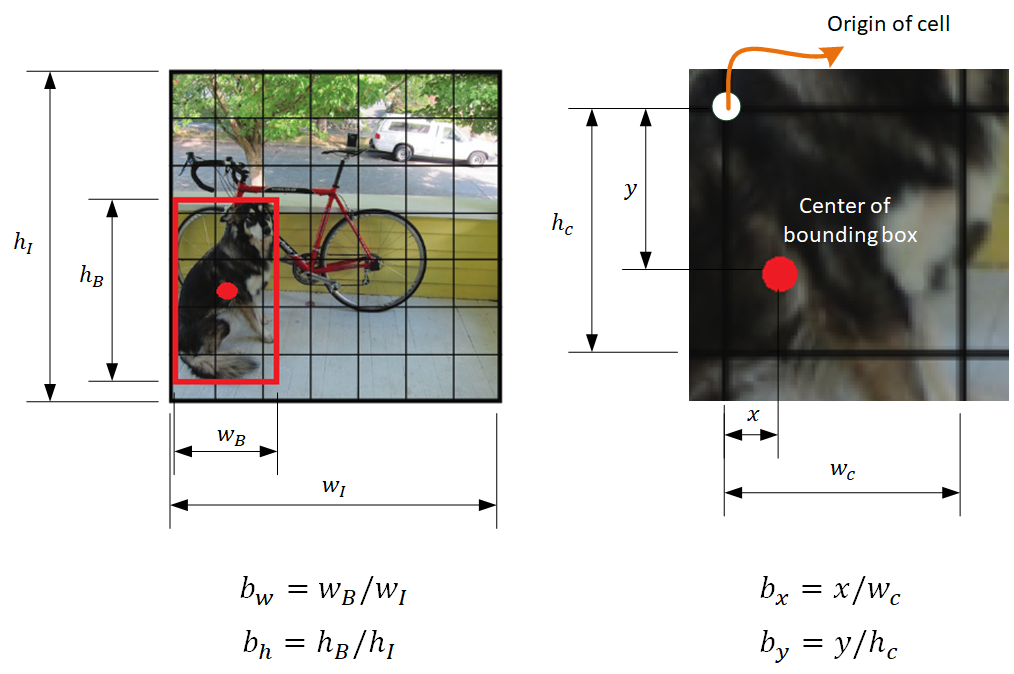 Origin of cell
h_I
h_B
w_B
w_I
y
h_c
Center of
bounding box
x
w_c
b_w = w_B/w_I
b_h = h_B/h_I
b_x = x/w_c
b_y = y/h_c